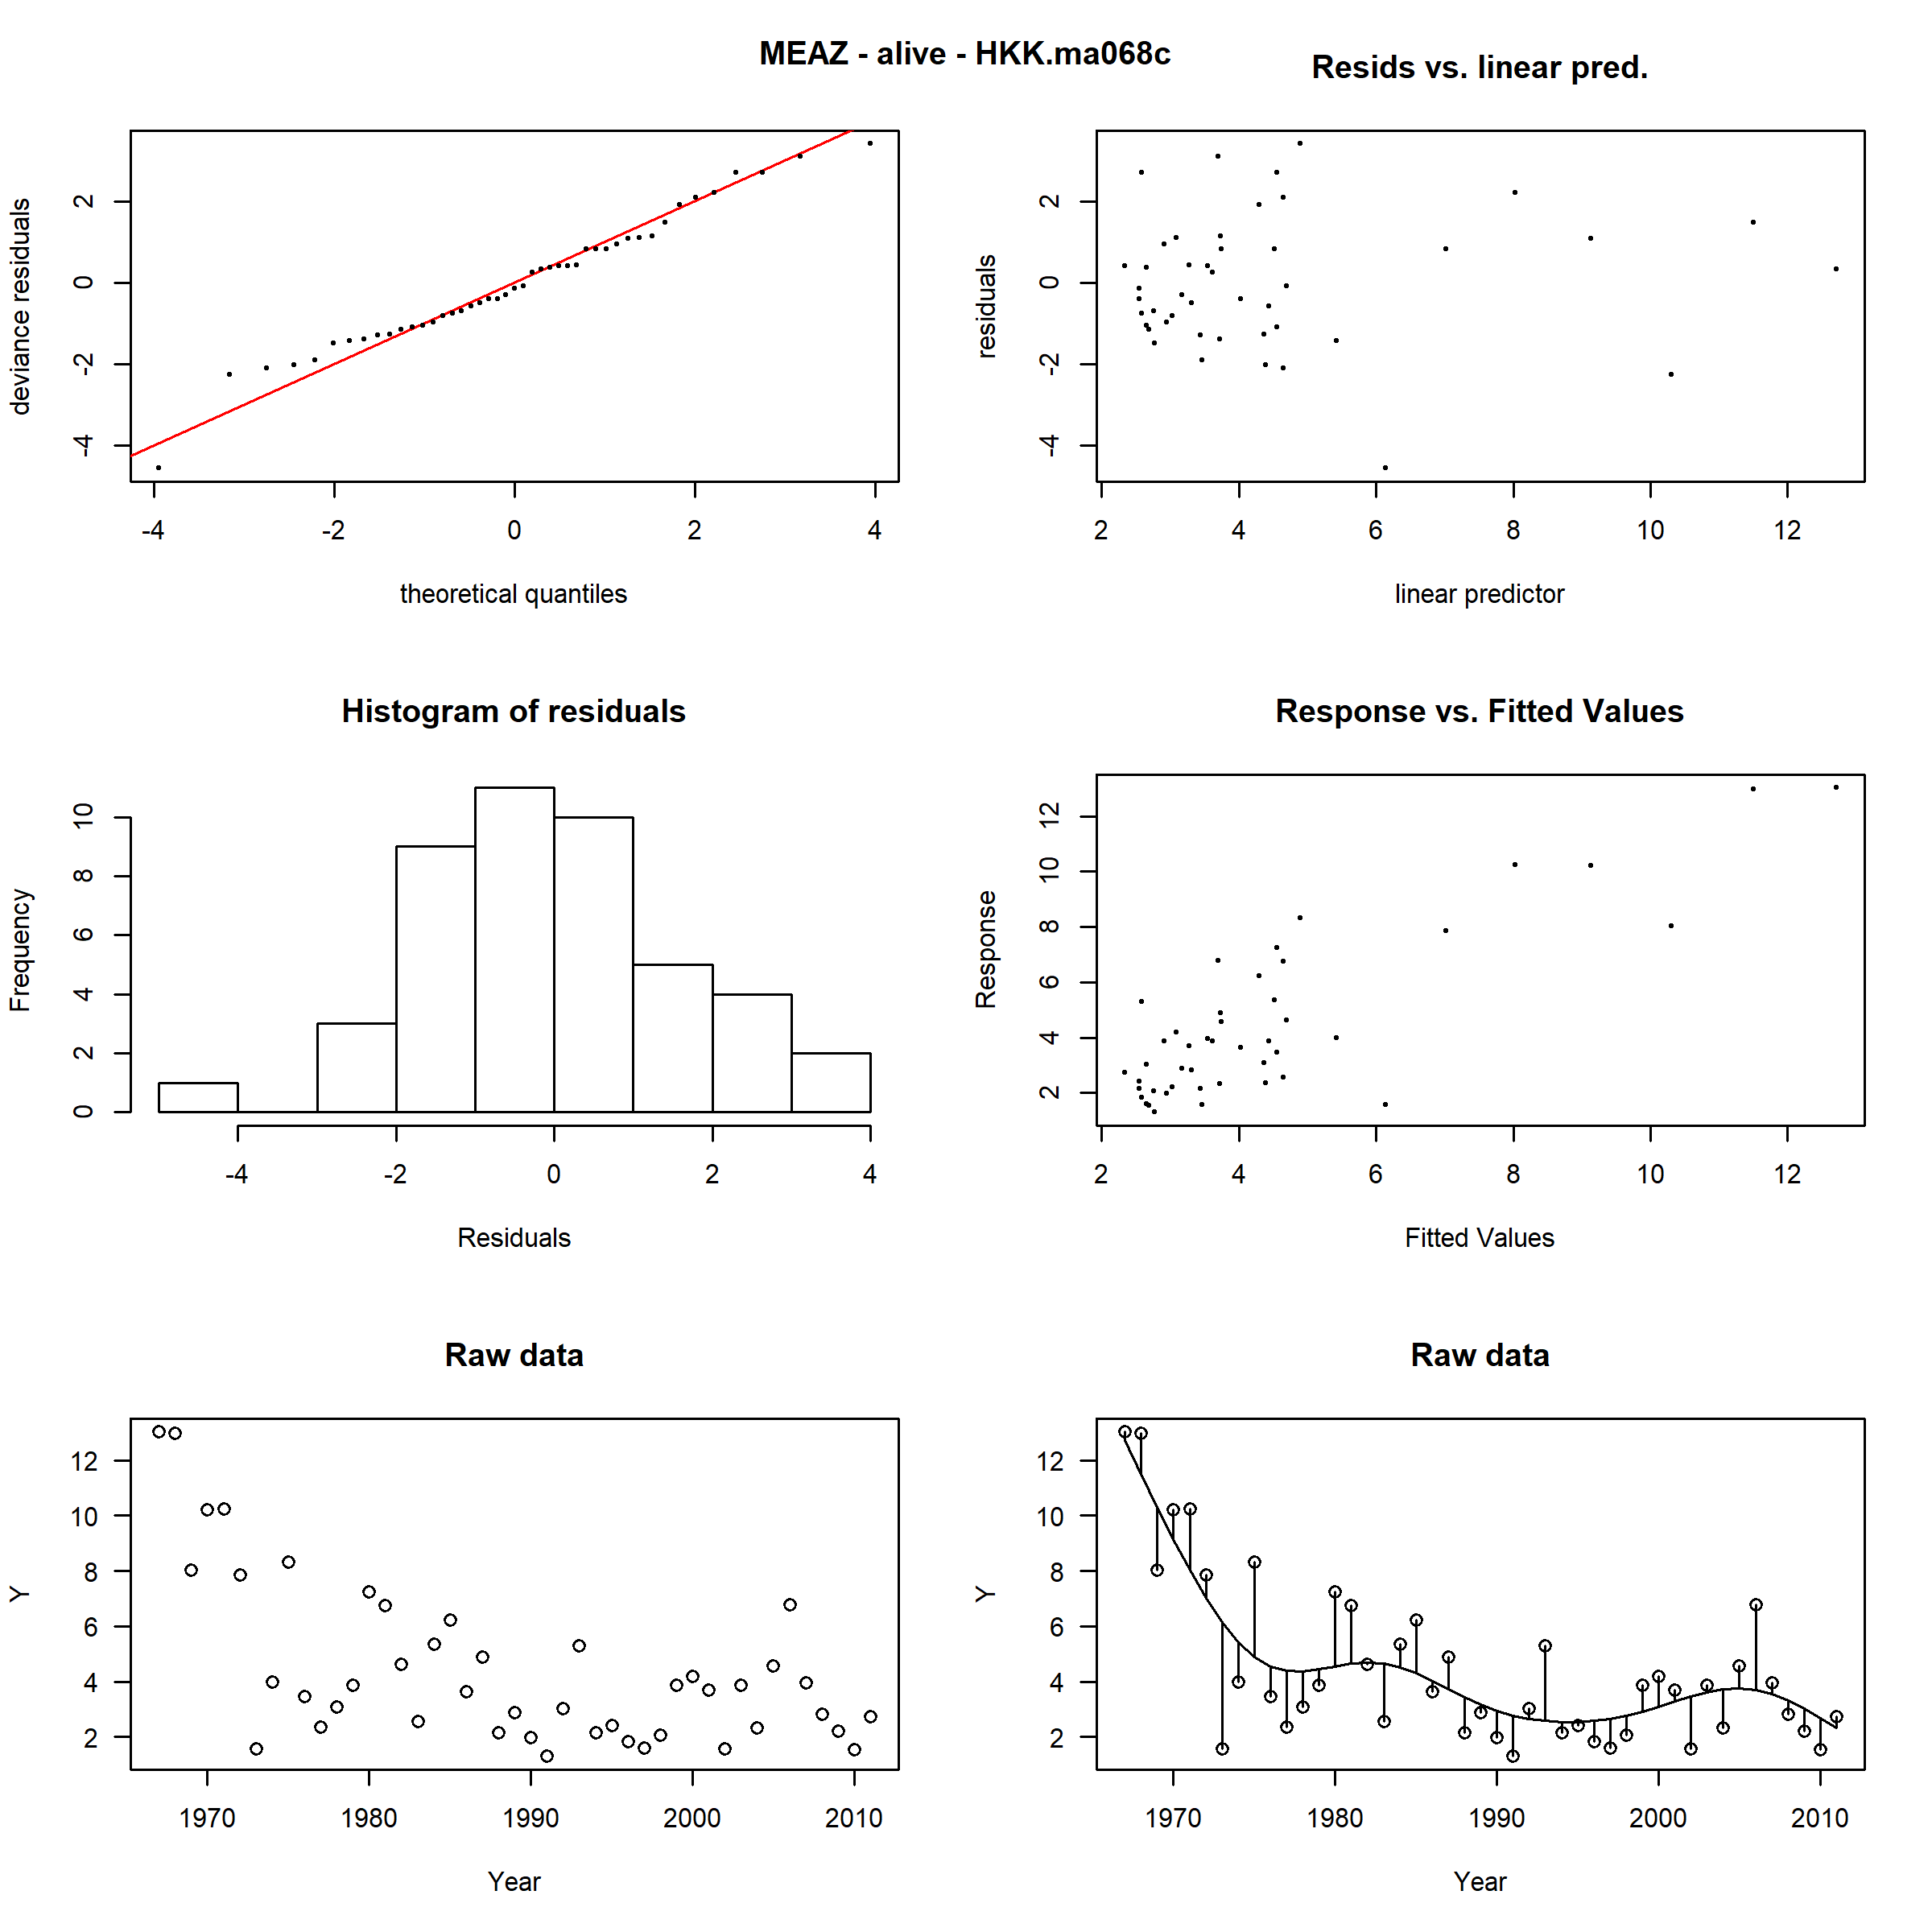 MEAZ - alive - HKK.ma068c
Resids vs. linear pred.
deviance residuals
-4 -2 0 2
-4 -2 0 2 4
theoretical quantiles
residuals
-4 -2 0 2
2 4 6 8 10 12
linear predictor
Histogram of residuals
Frequency
0 2 4 6 8 10
-4 -2 0 2 4
Residuals
Response vs. Fitted Values
Response
2 4 6 8 10 12
2 4 6 8 10 12
Fitted Values
Raw data
Y
2 4 6 8 10 12
1970 1980 1990 2000 2010
Year
Raw data
Y
2 4 6 8 10 12
1970 1980 1990 2000 2010
Year